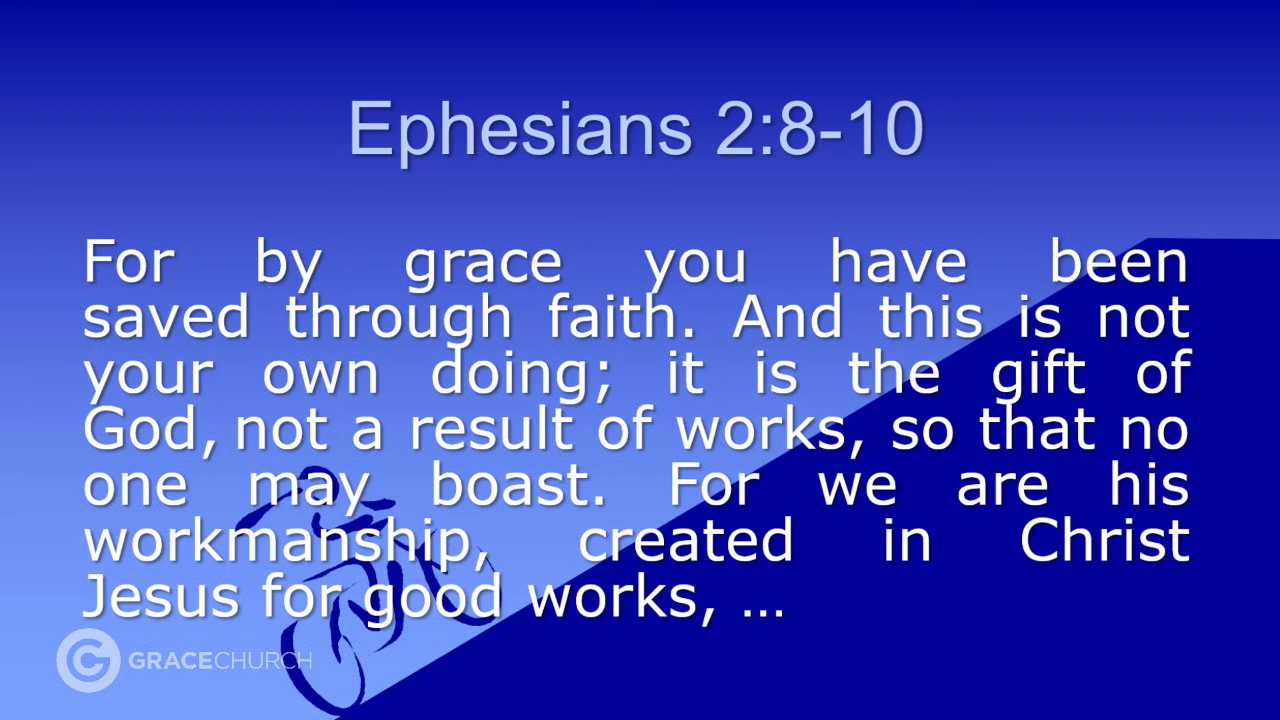 Ephesians 2:8-10
For by grace you have been
saved through faith. And this is not
your own doing; it is the gift of
God, not a result of works, so that no
one may boast. For we are his
workmanship, created in Christ
Jesus for good works, …
GRACECHURCH